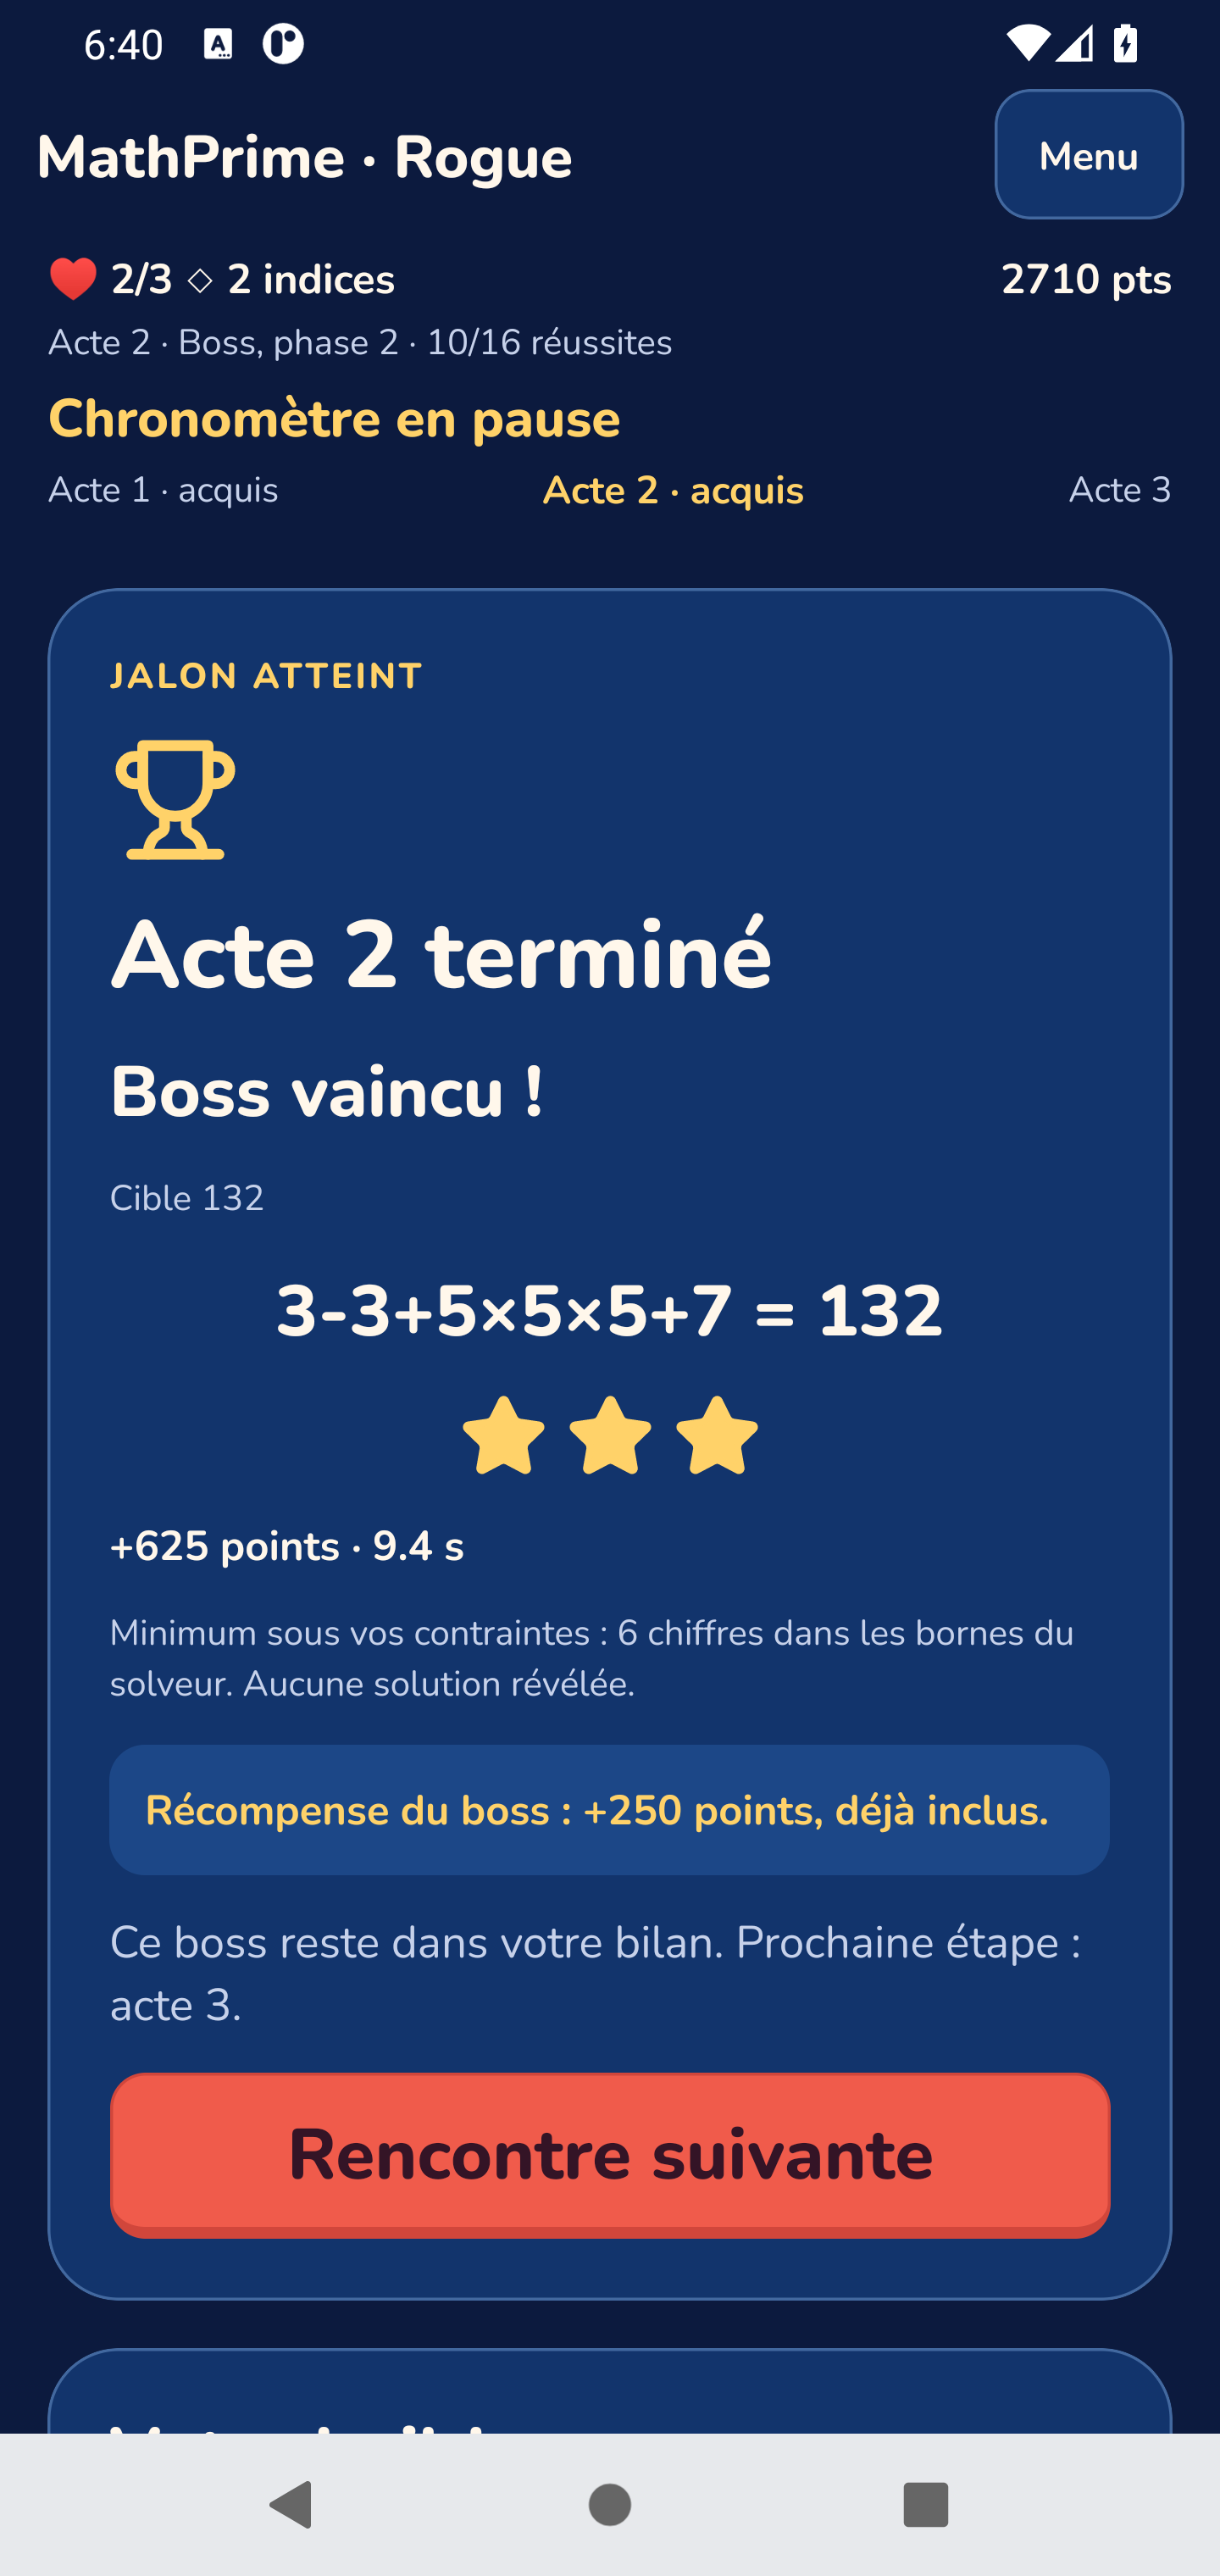 6:40
MathPrime · Rogue
Menu
❤️ 2/3 ◇ 2 indices
2710 pts
Acte 2 · Boss, phase 2 · 10/16 réussites
Chronomètre en pause
Acte 1 · acquis
Acte 2 · acquis
Acte 3
JALON ATTEINT
Acte 2 terminé
Boss vaincu !
Cible 132
3-3+5×5×5+7 = 132
+625 points · 9.4 s
Minimum sous vos contraintes : 6 chiffres dans les bornes du
solveur. Aucune solution révélée.
Récompense du boss : +250 points, déjà inclus.
Ce boss reste dans votre bilan. Prochaine étape :
acte 3.
Rencontre suivante